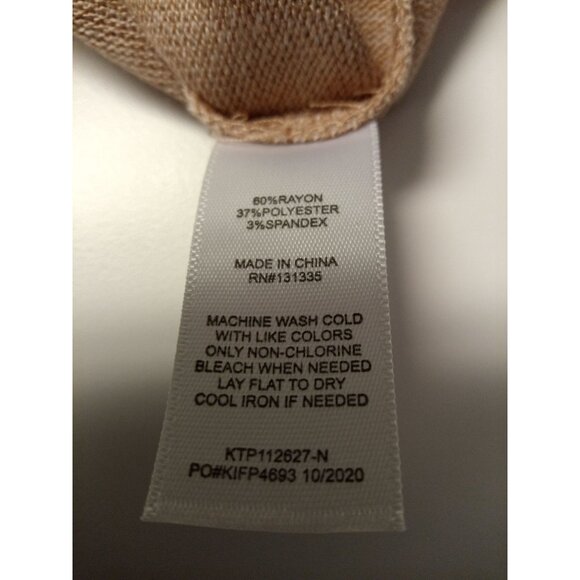 60%RAYON
37%POLYESTER
3%SPANDEX
MADE IN CHINA
RN#131335
MACHINE WASH COLD
WITH LIKE COLORS
ONLY NON-CHLORINE
BLEACH WHEN NEEDED
LAY FLAT TO DRY
COOL IRON IF NEEDED
KTP112627-N
PO#KIFP4693 10/2020